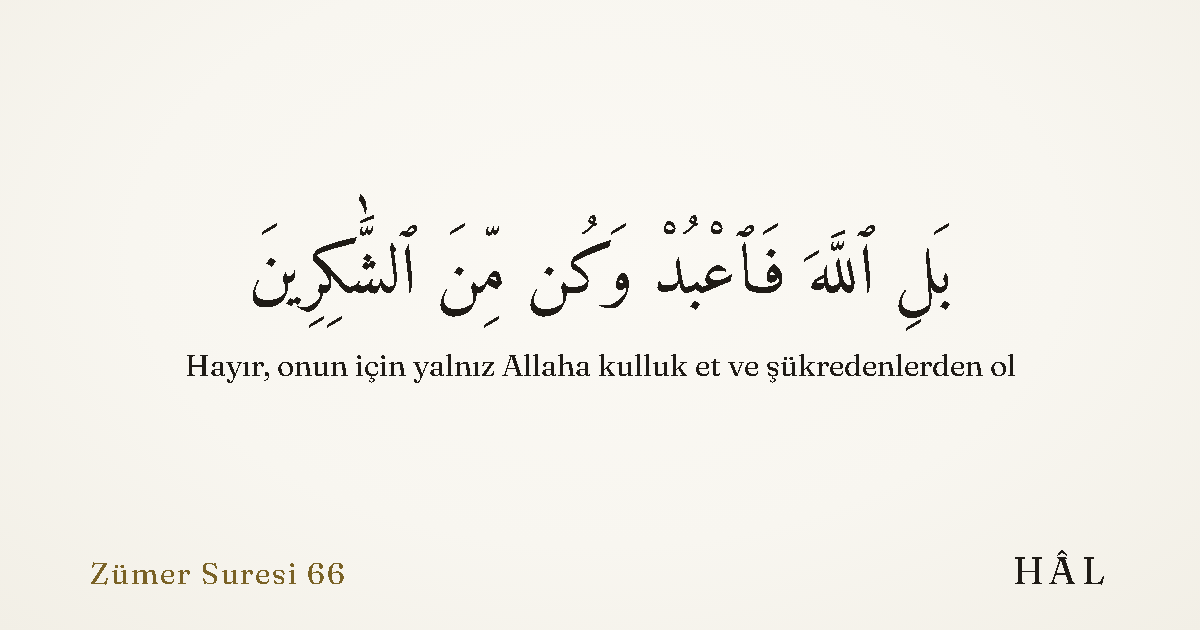 بَلِ ٱللَّهَ فَٱعْبُدْ وَكُن مِّنَ ٱلشَّٰكِرِينَ
Hayır, onun için yalnız Allaha kulluk et ve şükredenlerden ol
Zümer Suresi 66
HÂL